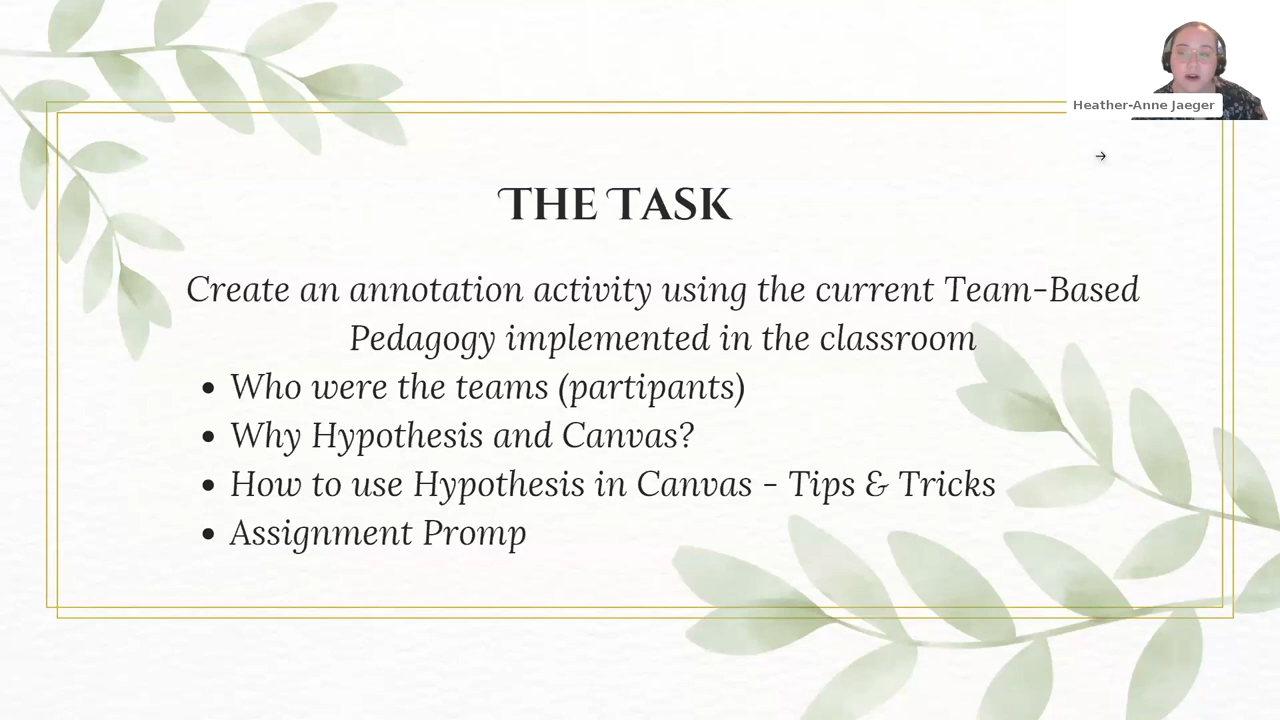 Heather-Anne Jaeger
The Task
Create an annotation activity using the current Team-Based
Pedagogy implemented in the classroom
• Who were the teams (partipants)
• Why Hypothesis and Canvas?
• How to use Hypothesis in Canvas - Tips & Tricks
• Assignment Promp